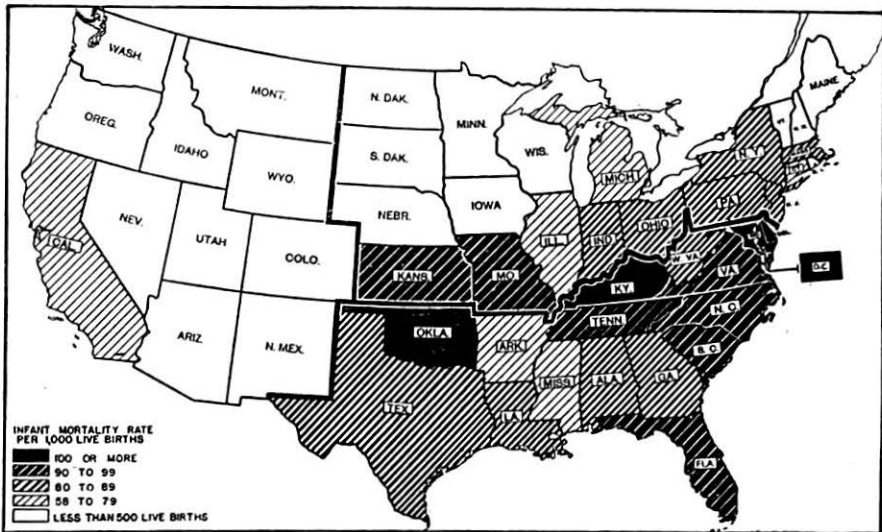 WASH.
MONT.
N. DAK.
MINN.
MAINE
OREG.
IDAHO
S. DAK.
WIS.
MICH.
N. Y.
WYO.
NEV.
UTAH
COLO.
NEBR.
IOWA
ILL.
IND.
OHIO
PA.
CAL.
KANS.
MO.
KY.
W. VA.
VA.
D.C.
ARIZ.
N. MEX.
OKLA.
ARK.
TENN.
N. C.
S. C.
TEX.
LA.
MISS.
ALA.
GA.
FLA.
INFANT MORTALITY RATE
PER 1,000 LIVE BIRTHS
100 OR MORE
90 TO 99
80 TO 89
58 TO 79
LESS THAN 500 LIVE BIRTHS